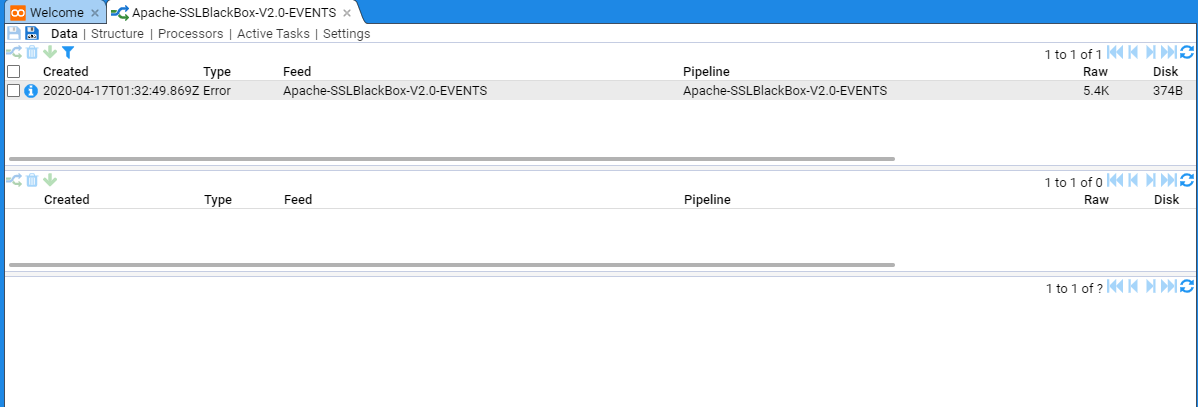 Welcome Apache-SSLBlackBox-V2.0-EVENTS
Data | Structure | Processors | Active Tasks | Settings
1 to 1 of 1
Created Type Feed Pipeline Raw Disk
2020-04-17T01:32:49.869Z Error Apache-SSLBlackBox-V2.0-EVENTS Apache-SSLBlackBox-V2.0-EVENTS 5.4K 374B
1 to 1 of 0
Created Type Feed Pipeline Raw Disk
1 to 1 of ?